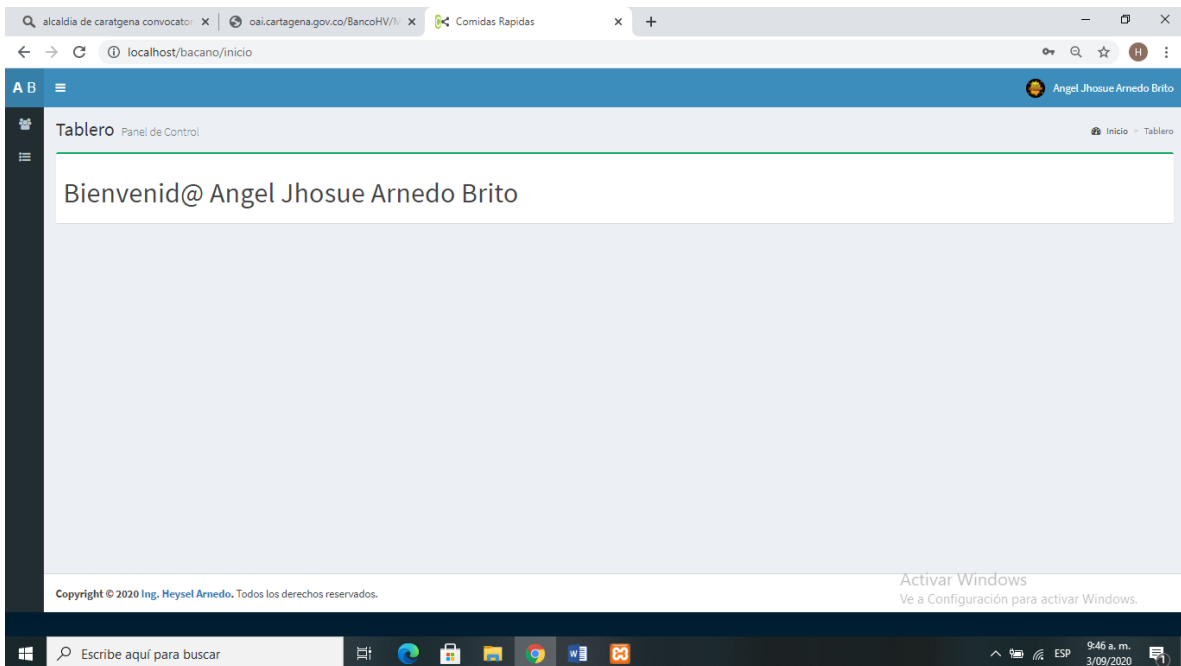 alcaldia de caratgena convocator
oai.cartagena.gov.co/BancoHV/M
Comidas Rapidas
localhost/bacano/inicio
H
A B
Angel Jhosue Arnedo Brito
Tablero Panel de Control
Inicio > Tablero
Bienvenid@ Angel Jhosue Arnedo Brito
Activar Windows
Ve a Configuración para activar Windows.
Copyright © 2020 Ing. Heysel Arnedo. Todos los derechos reservados.
Escribe aquí para buscar
ESP
9:46 a. m.
3/09/2020
1